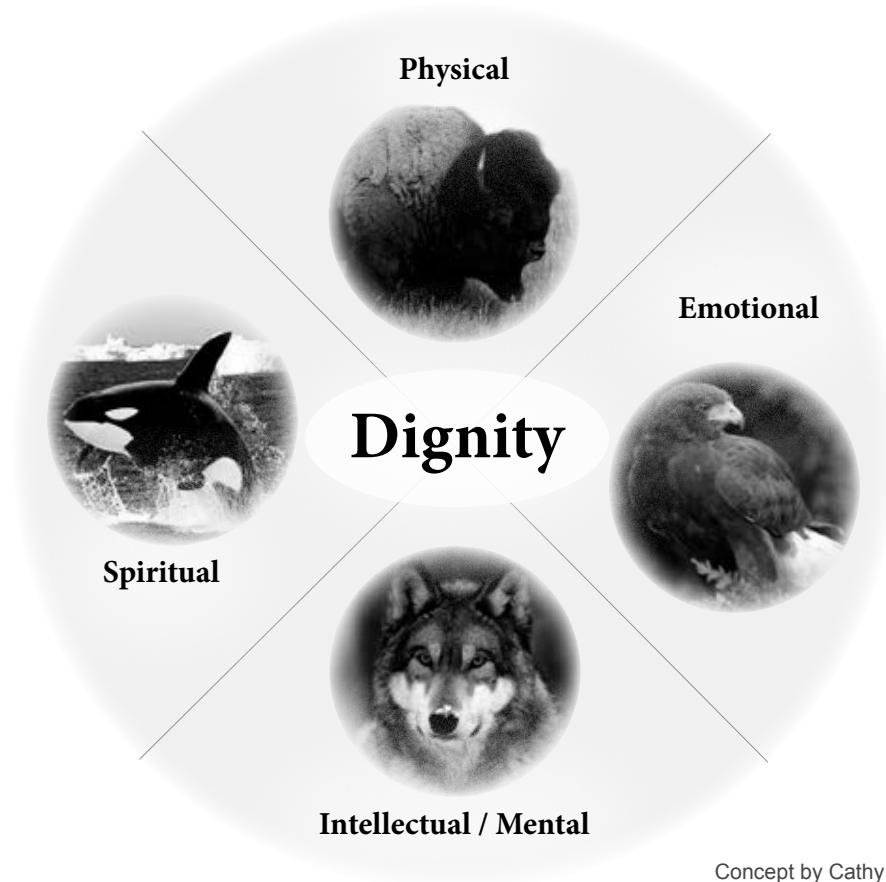 Physical
Emotional
Dignity
Spiritual
Intellectual / Mental
Concept by Cathy